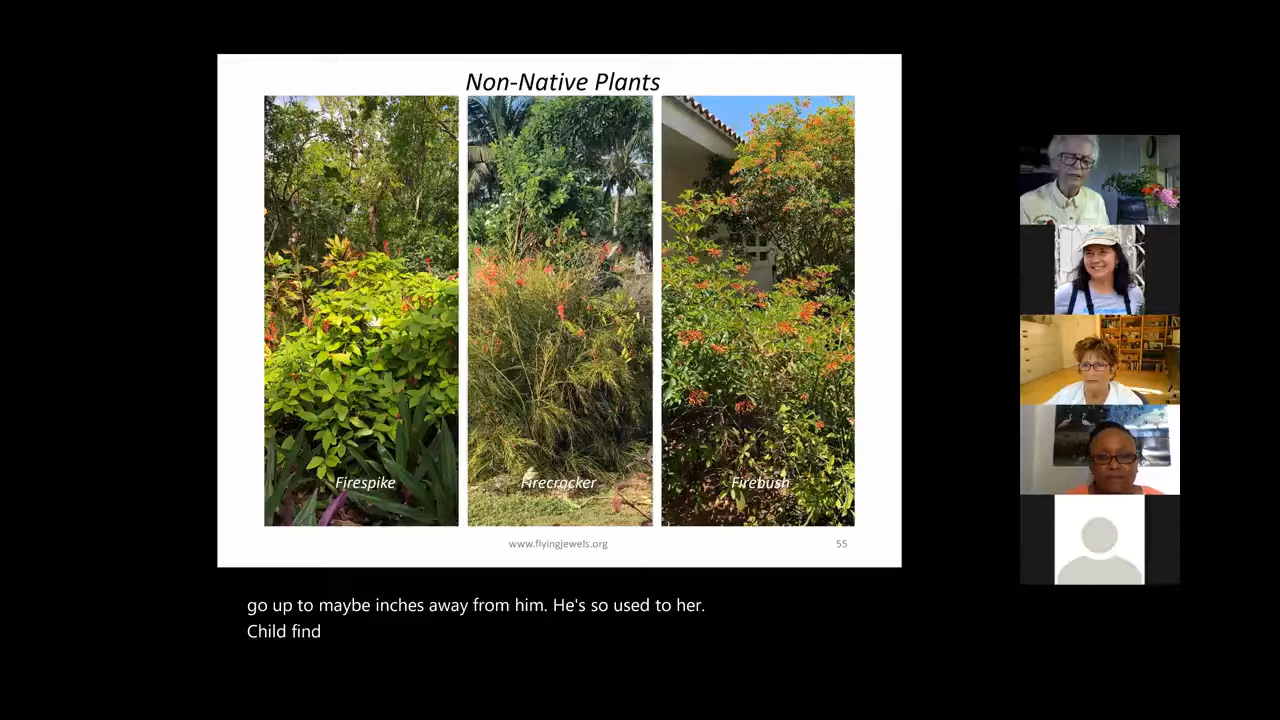 Non-Native Plants
Firespike
Firecracker
Firebush
www.flyingjewels.org
55
go up to maybe inches away from him. He's so used to her.
Child find